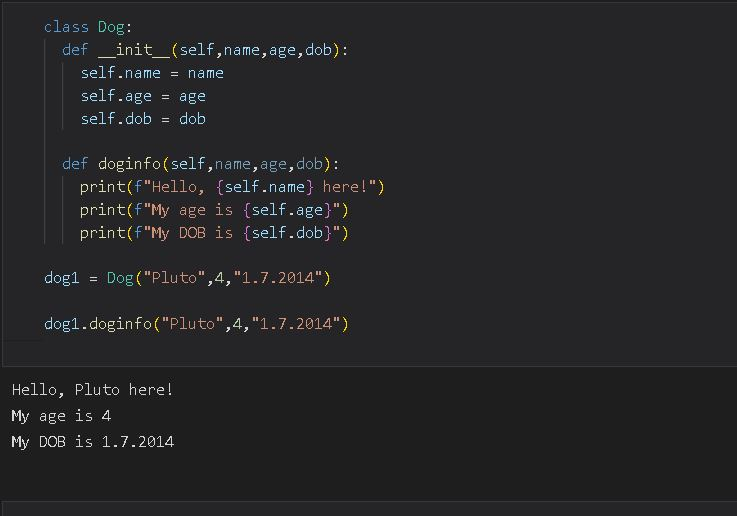 class Dog:
def __init__(self,name,age,dob):
self.name = name
self.age = age
self.dob = dob
def doginfo(self,name,age,dob):
print(f"Hello, {self.name} here!")
print(f"My age is {self.age}")
print(f"My DOB is {self.dob}")
dog1 = Dog("Pluto",4,"1.7.2014")
dog1.doginfo("Pluto",4,"1.7.2014")
Hello, Pluto here!
My age is 4
My DOB is 1.7.2014